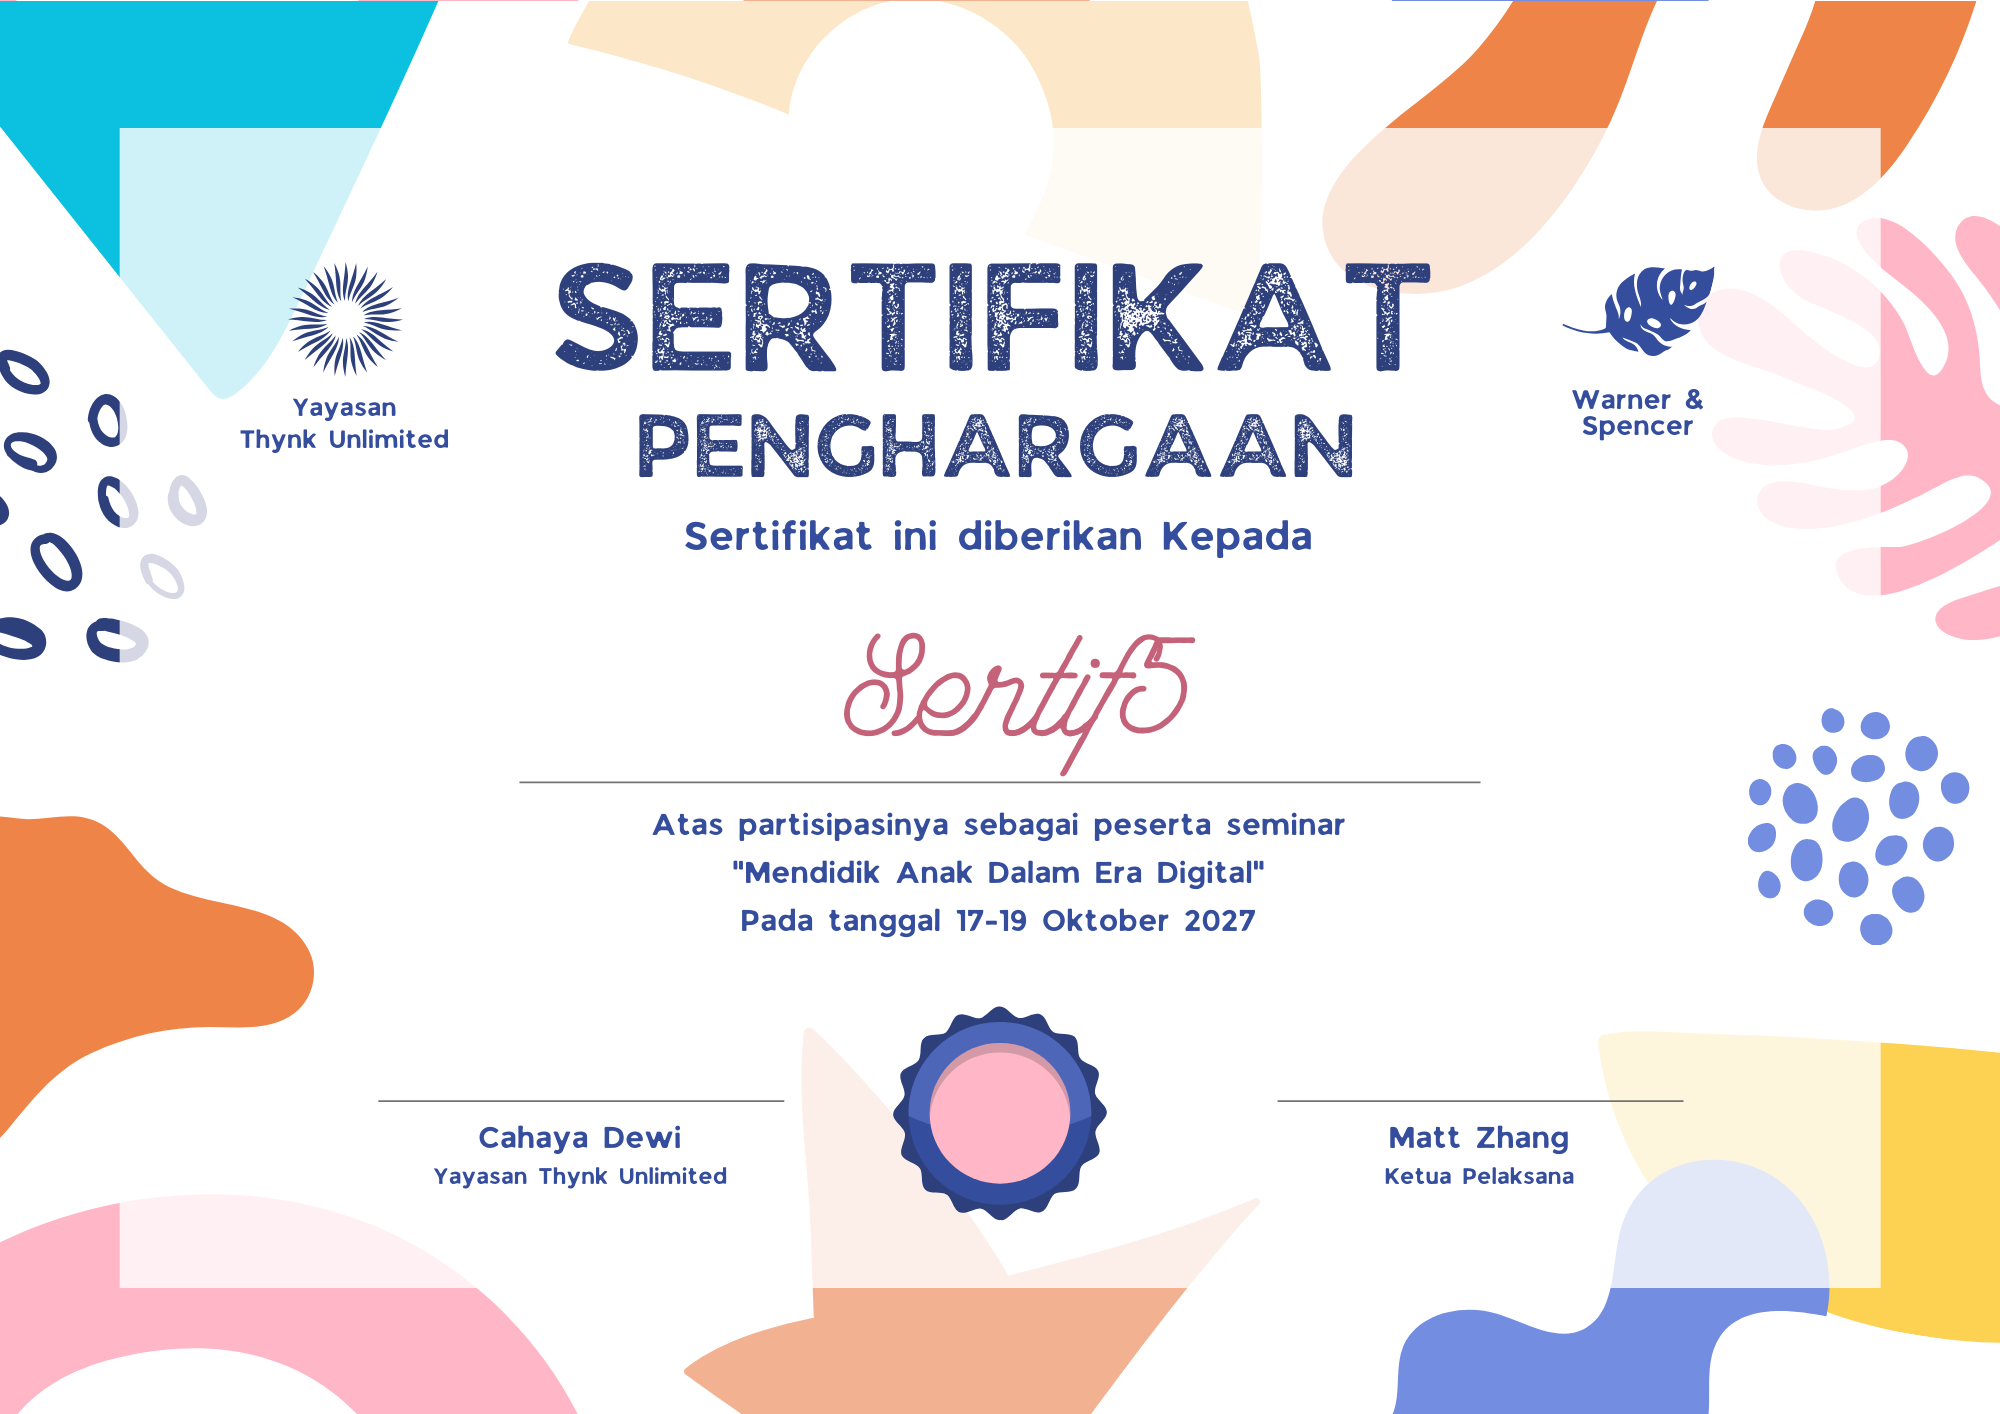 SERTIFIKAT
PENGHARGAAN
Yayasan
Thynk Unlimited
Warner &
Spencer
Sertifikat ini diberikan Kepada
Sertif5
Atas partisipasinya sebagai peserta seminar
"Mendidik Anak Dalam Era Digital"
Pada tanggal 17-19 Oktober 2027
Cahaya Dewi
Yayasan Thynk Unlimited
Matt Zhang
Ketua Pelaksana